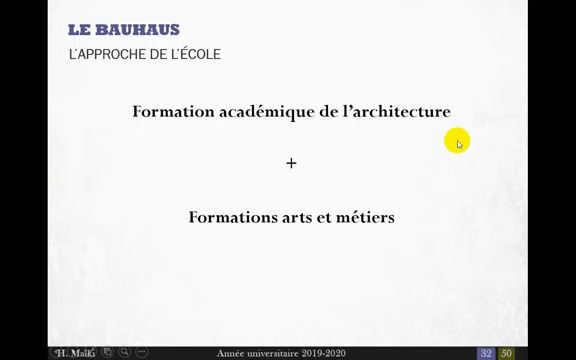 LE BAUHAUS
L'APPROCHE DE L'ÉCOLE
Formation académique de l'architecture
+
Formations arts et métiers
H. Malki
Année universitaire 2019-2020
32 50